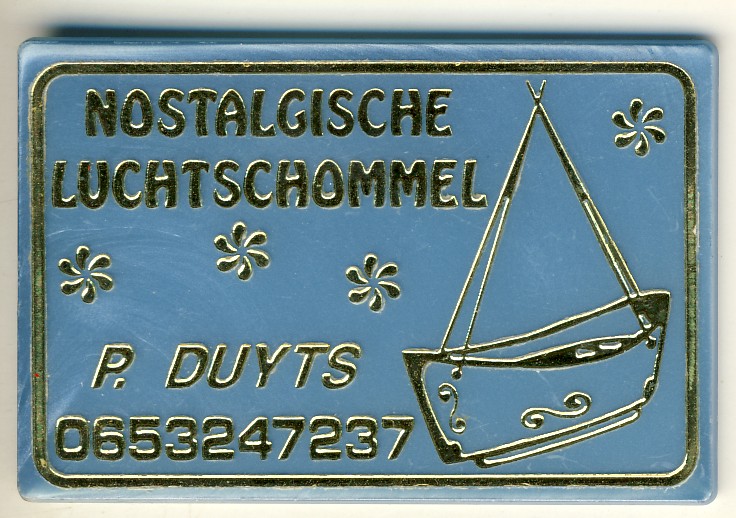 NOSTALGISCHE
LUCHTSCHOMMEL
P. DUYTS
0653247237